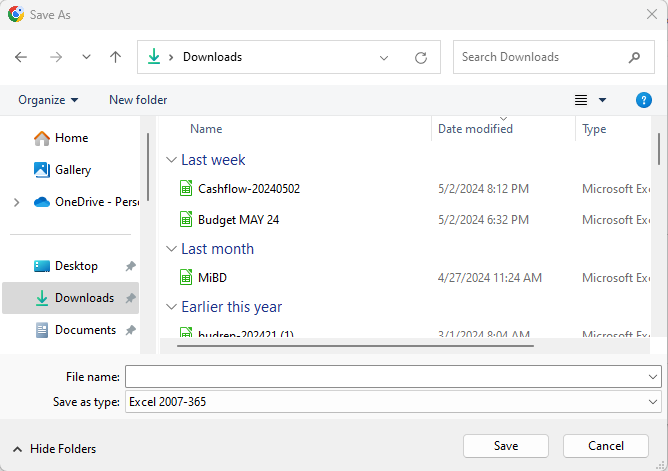 Save As
Downloads
Search Downloads
Organize
New folder
?
Home
Gallery
OneDrive - Perso
Desktop
Downloads
Documents
Name
Date modified
Type
Last week
Cashflow-20240502 5/2/2024 8:12 PM Microsoft Exc
Budget MAY 24 5/2/2024 6:32 PM Microsoft Exc
Last month
MiBD 4/27/2024 11:24 AM Microsoft Exc
Earlier this year
budren-202421 (1) 3/1/2024 8:04 AM Microsoft Exc
File name:
Save as type: Excel 2007-365
Hide Folders
Save
Cancel